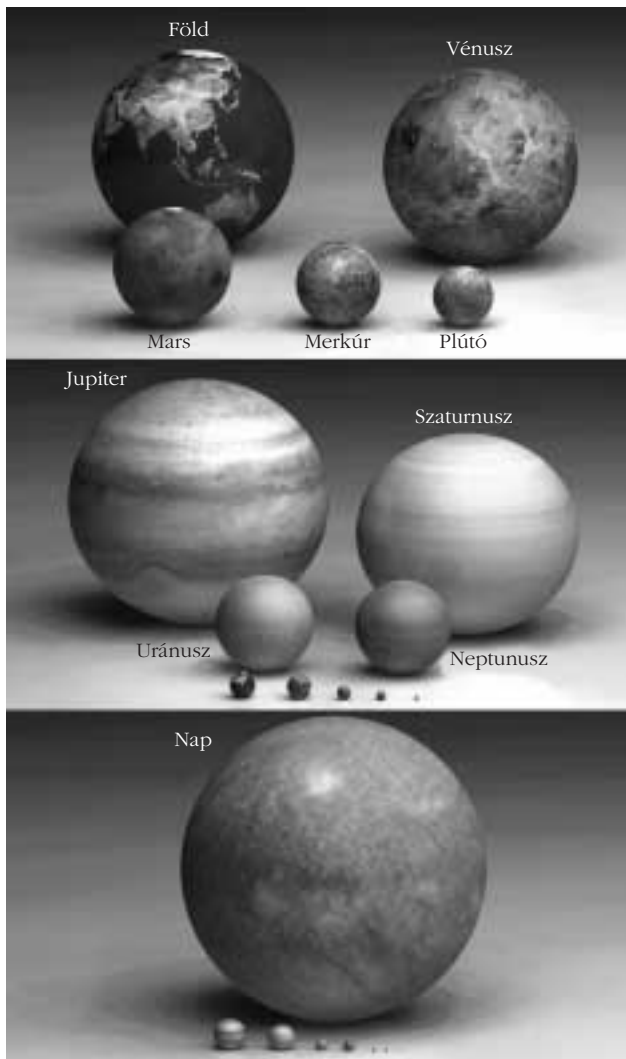 Föld
Vénusz
Mars
Merkúr
Plútó
Jupiter
Szaturnusz
Uránusz
Neptunusz
Nap